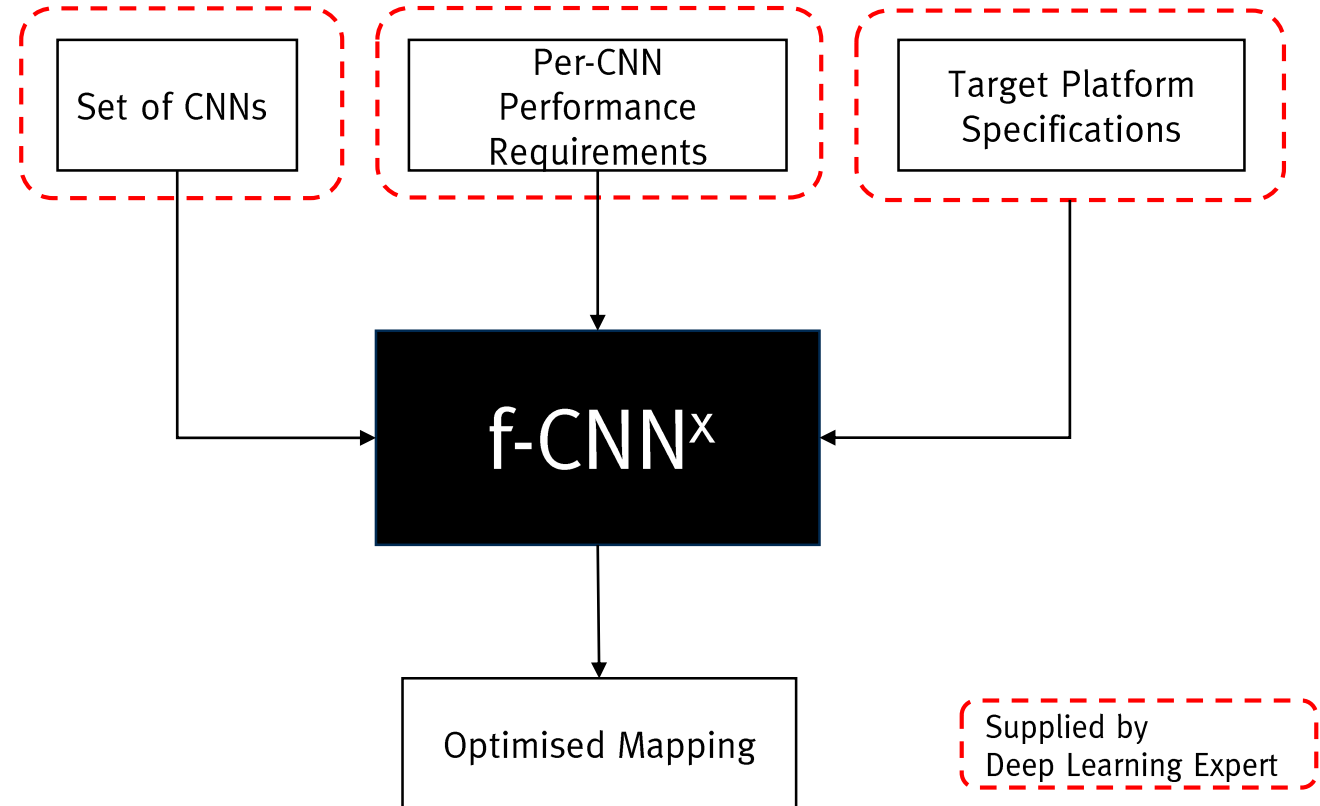 Set of CNNs
Per-CNN
Performance
Requirements
Target Platform
Specifications
f-CNNˣ
Optimised Mapping
Supplied by
Deep Learning Expert